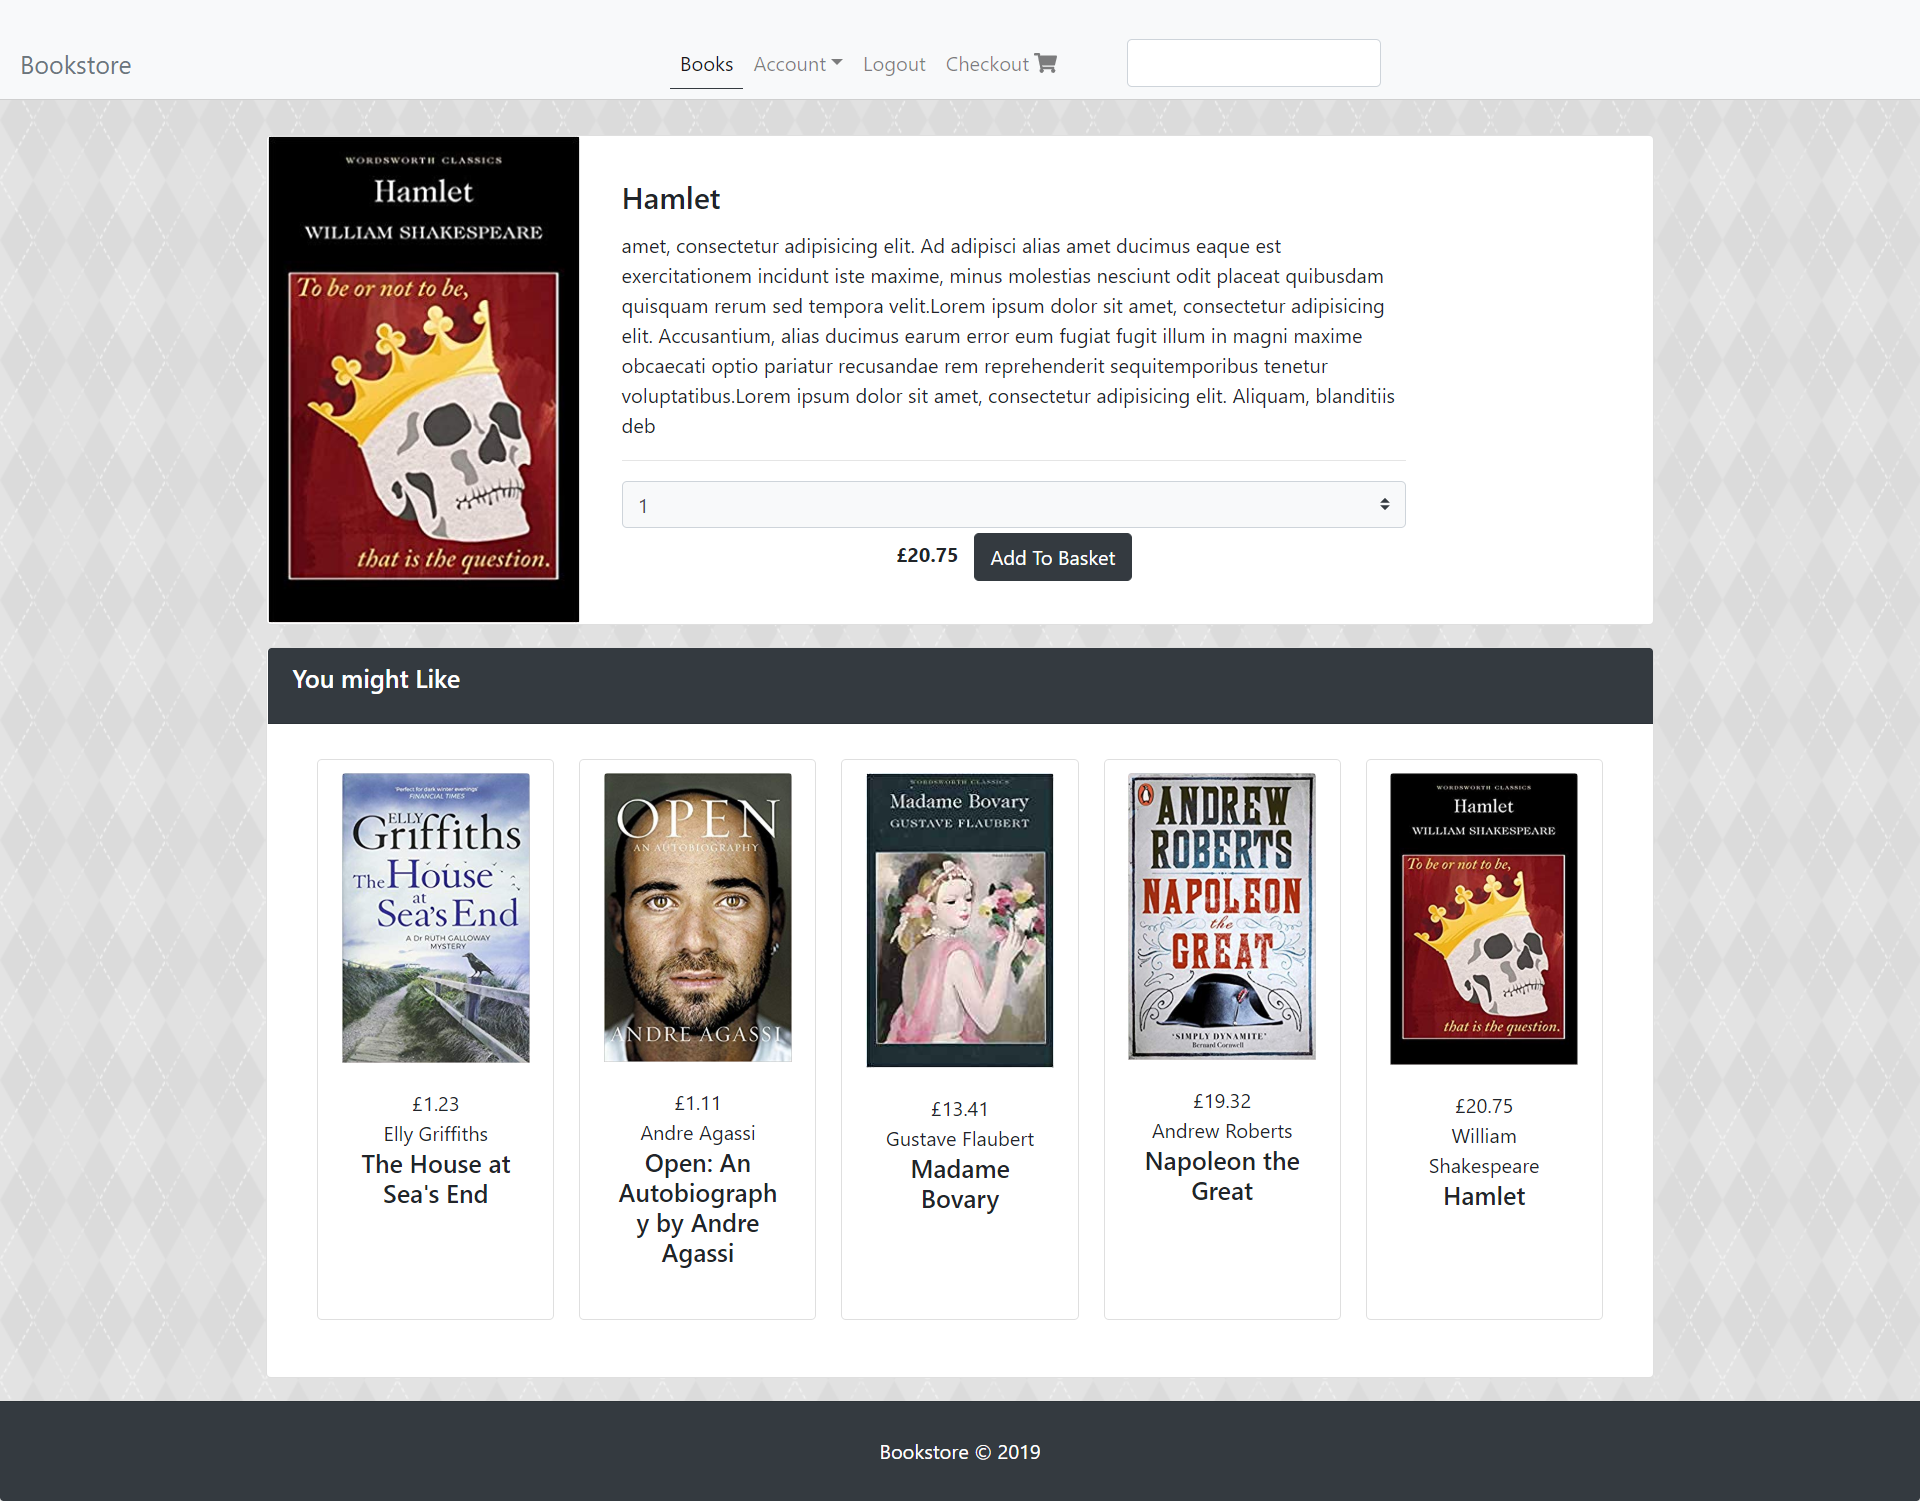 Bookstore
Books
Account
Logout
Checkout
WORDSWORTH CLASSICS
Hamlet
WILLIAM SHAKESPEARE
To be or not to be,
that is the question.
Hamlet
amet, consectetur adipisicing elit. Ad adipisci alias amet ducimus eaque est
exercitationem incidunt iste maxime, minus molestias nesciunt odit placeat quibusdam
quisquam rerum sed tempora velit.Lorem ipsum dolor sit amet, consectetur adipisicing
elit. Accusantium, alias ducimus earum error eum fugiat fugit illum in magni maxime
obcaecati optio pariatur recusandae rem reprehenderit sequitemporibus tenetur
voluptatibus.Lorem ipsum dolor sit amet, consectetur adipisicing elit. Aliquam, blanditiis
deb
1
£20.75
Add To Basket
You might Like
'Perfect for dark winter evenings'
FINANCIAL TIMES
ELLY
Griffiths
The House
at
Sea's End
A Dr RUTH GALLOWAY
MYSTERY
£1.23
Elly Griffiths
The House at
Sea's End
OPEN
AN AUTOBIOGRAPHY
ANDRE AGASSI
£1.11
Andre Agassi
Open: An
Autobiograph
y by Andre
Agassi
WORDSWORTH CLASSICS
Madame Bovary
GUSTAVE FLAUBERT
£13.41
Gustave Flaubert
Madame
Bovary
ANDREW
ROBERTS
NAPOLEON
the
GREAT
'SIMPLY DYNAMITE'
Bernard Cornwell
£19.32
Andrew Roberts
Napoleon the
Great
WORDSWORTH CLASSICS
Hamlet
WILLIAM SHAKESPEARE
To be or not to be,
that is the question.
£20.75
William
Shakespeare
Hamlet
Bookstore © 2019